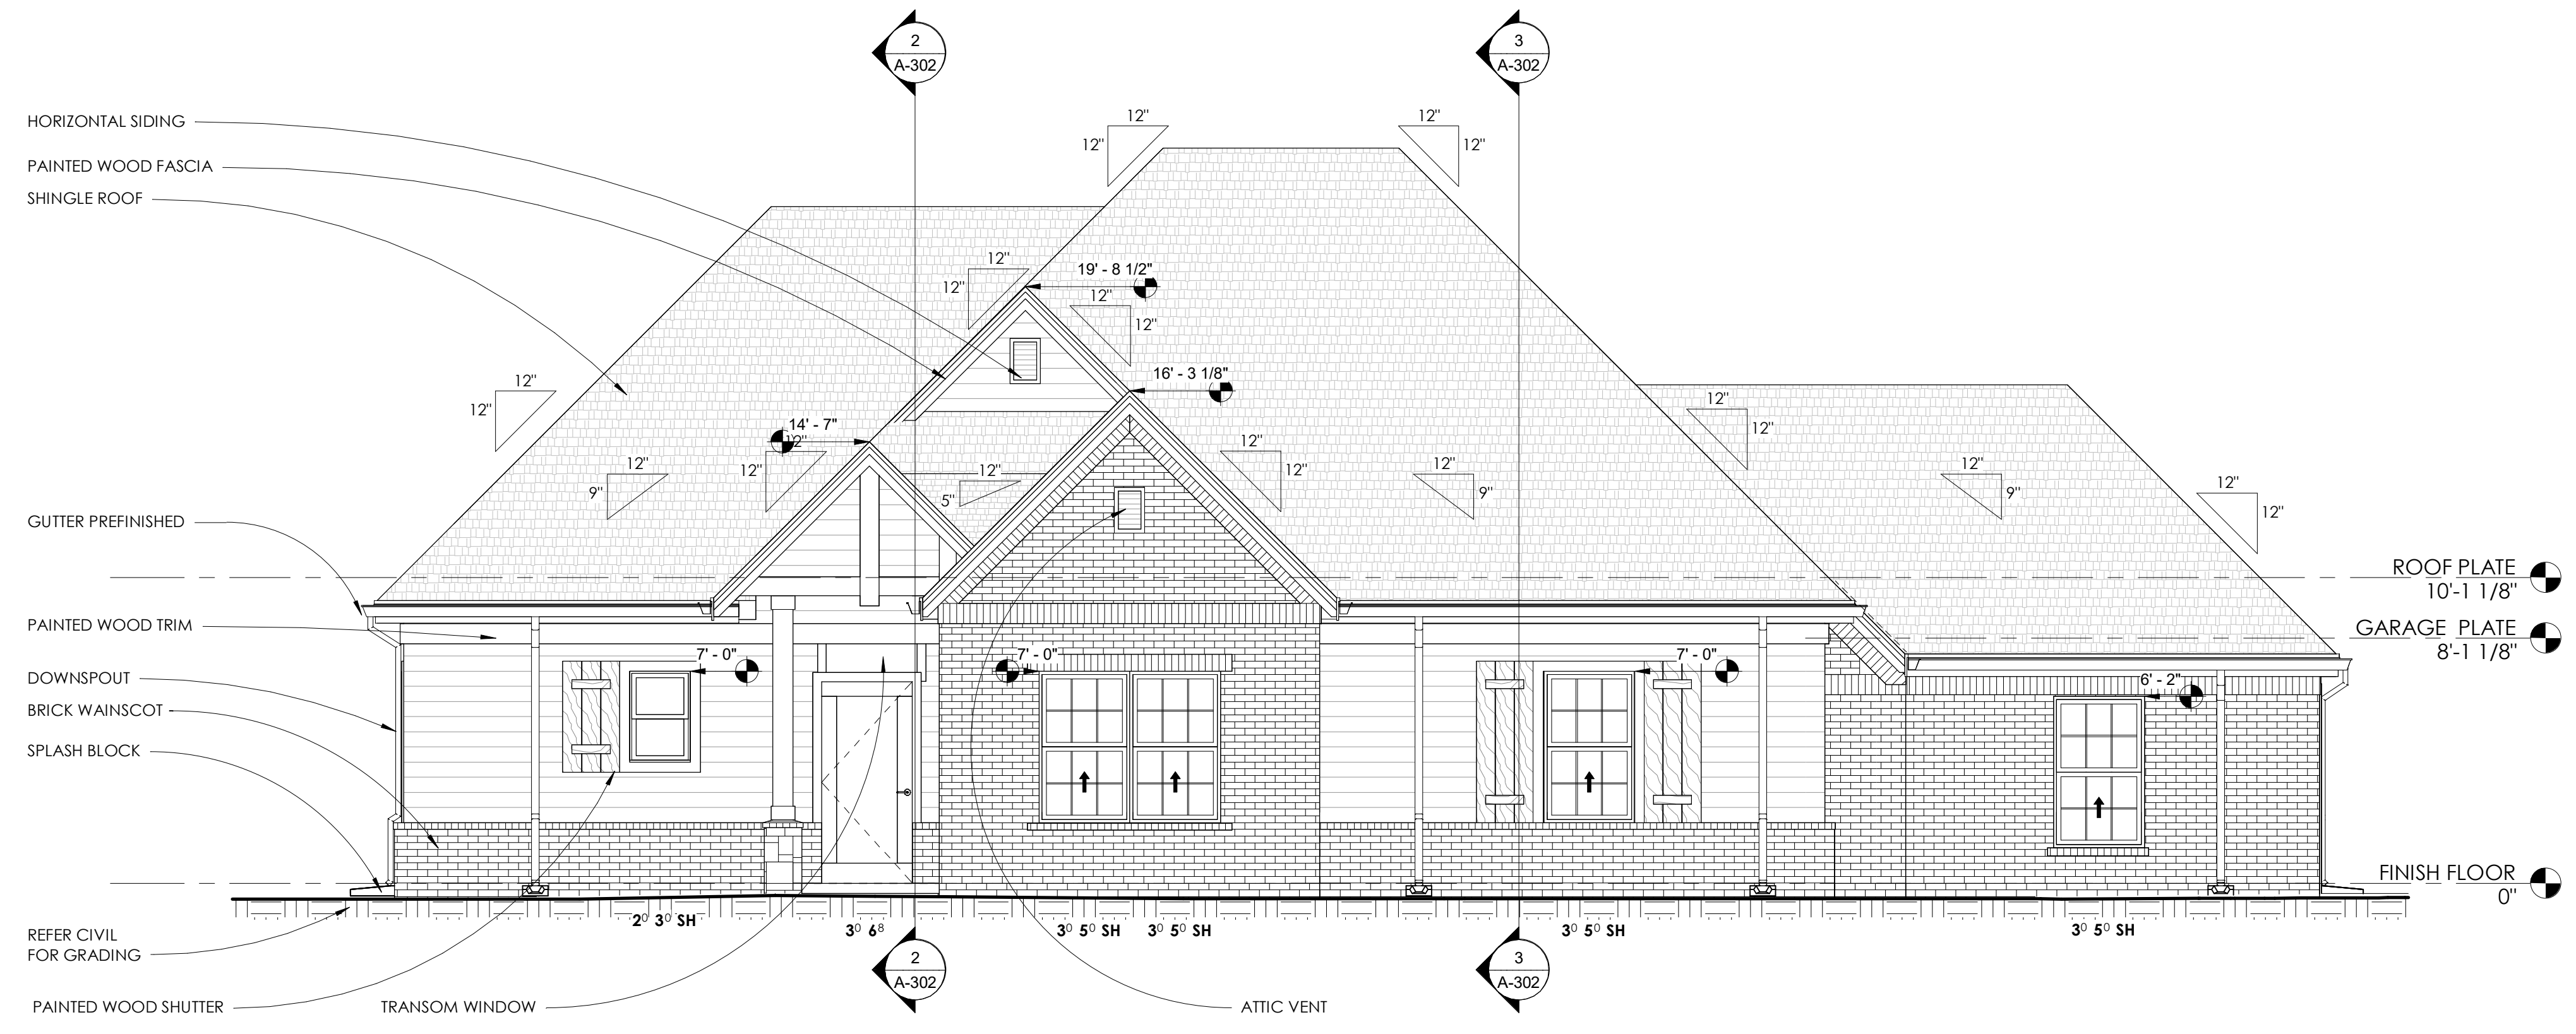 2
A-302
3
A-302
12"
12"
12"
12"
HORIZONTAL SIDING
PAINTED WOOD FASCIA
SHINGLE ROOF
12"
12"
19' - 8 1/2"
12"
12"
16' - 3 1/8"
12"
12"
14' - 7"
12"
12"
12"
9"
12"
5"
12"
12"
12"
9"
12"
12"
12"
9"
12"
12"
GUTTER PREFINISHED
ROOF PLATE
10'-1 1/8"
PAINTED WOOD TRIM
GARAGE PLATE
8'-1 1/8"
7' - 0"
7' - 0"
7' - 0"
6' - 2"
DOWNSPOUT
BRICK WAINSCOT
SPLASH BLOCK
FINISH FLOOR
0"
2⁰ 3⁰ SH
3⁰ 6⁸
3⁰ 5⁰ SH
3⁰ 5⁰ SH
3⁰ 5⁰ SH
3⁰ 5⁰ SH
REFER CIVIL
FOR GRADING
2
A-302
3
A-302
PAINTED WOOD SHUTTER
TRANSOM WINDOW
ATTIC VENT